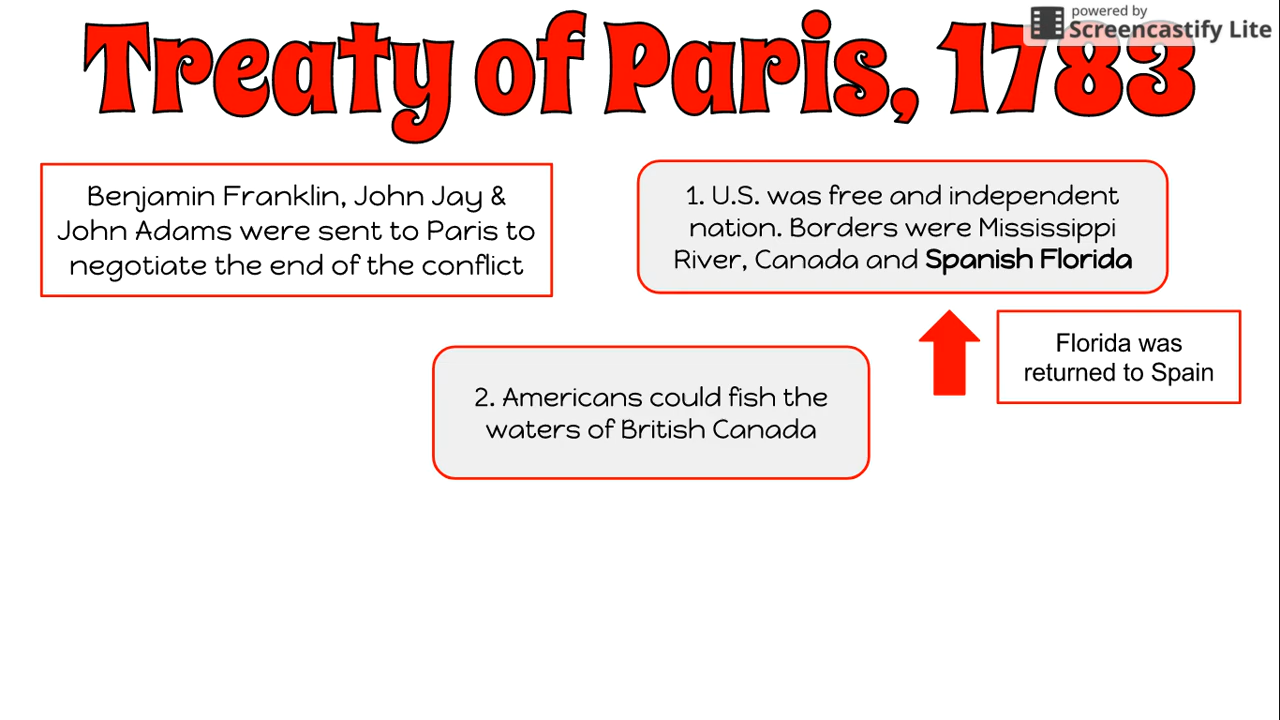 powered by
Screencastify Lite
Treaty of Paris, 1783
Benjamin Franklin, John Jay &
John Adams were sent to Paris to
negotiate the end of the conflict
1. U.S. was free and independent
nation. Borders were Mississippi
River, Canada and Spanish Florida
Florida was
returned to Spain
2. Americans could fish the
waters of British Canada